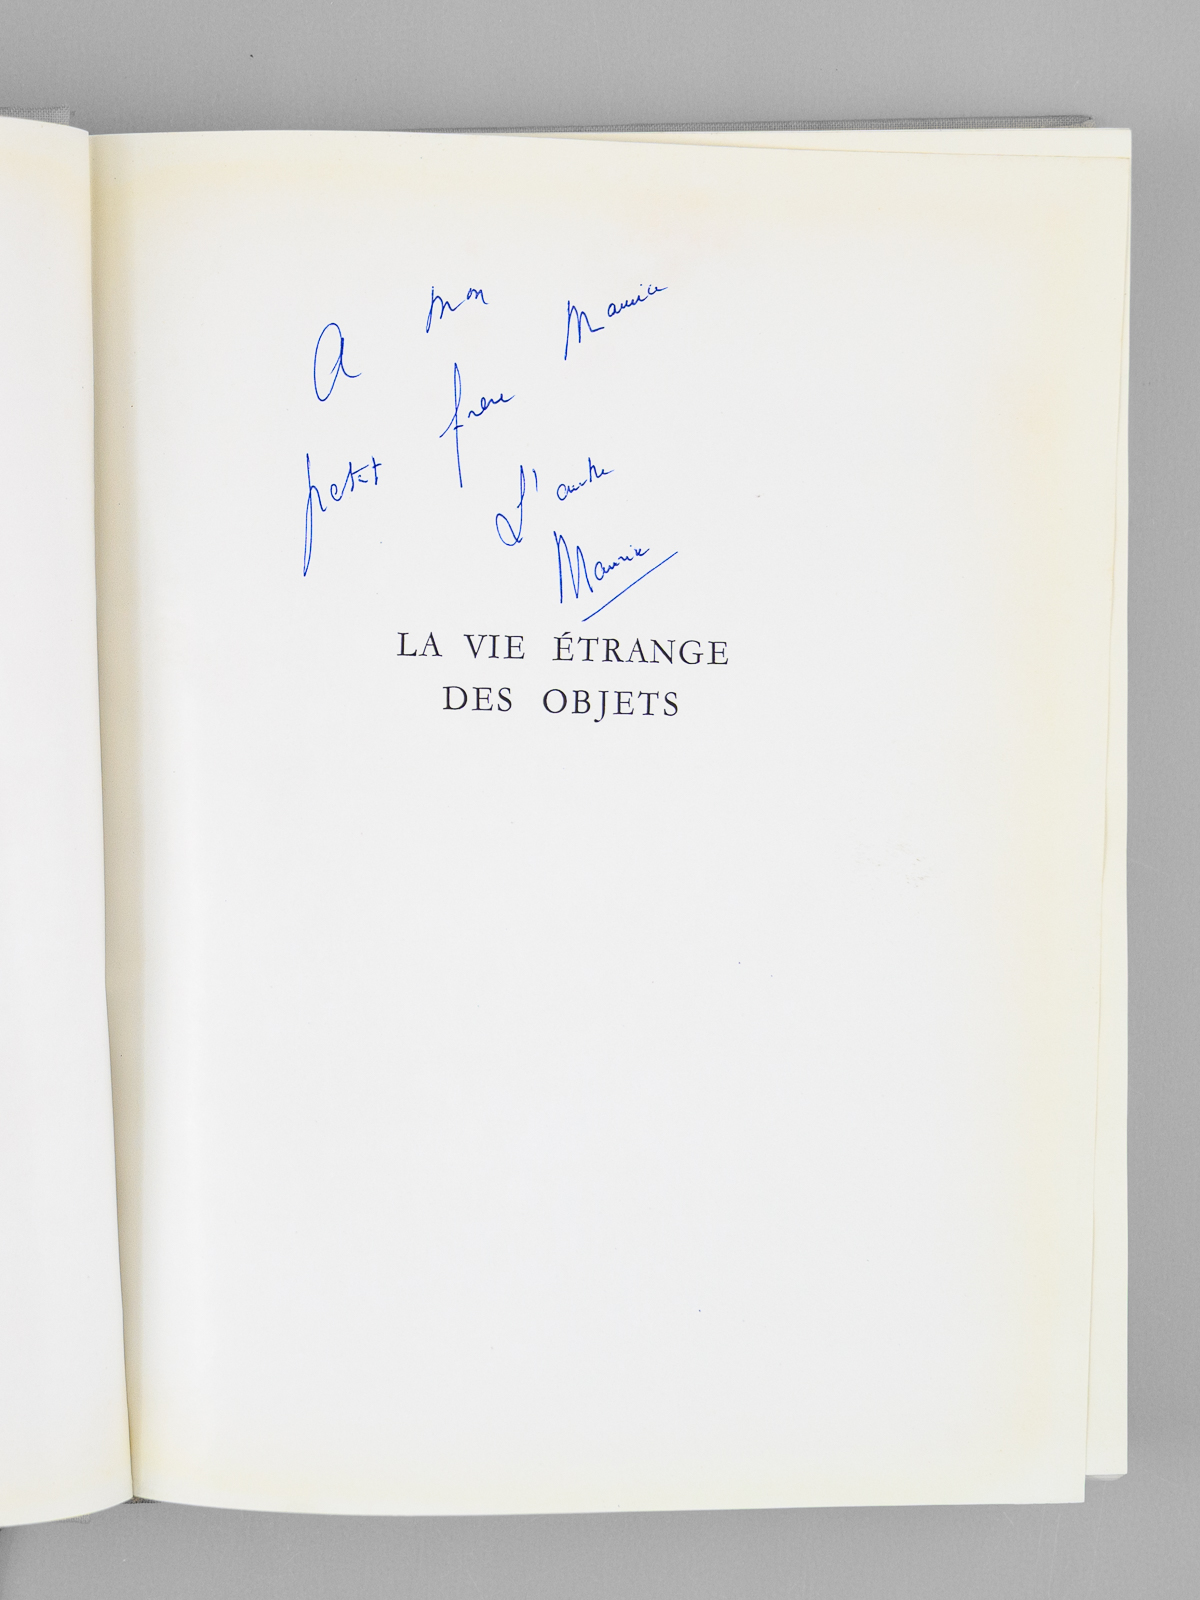 A mon
petit frère Maurice
L'autre
Maurice
LA VIE ÉTRANGE
DES OBJETS